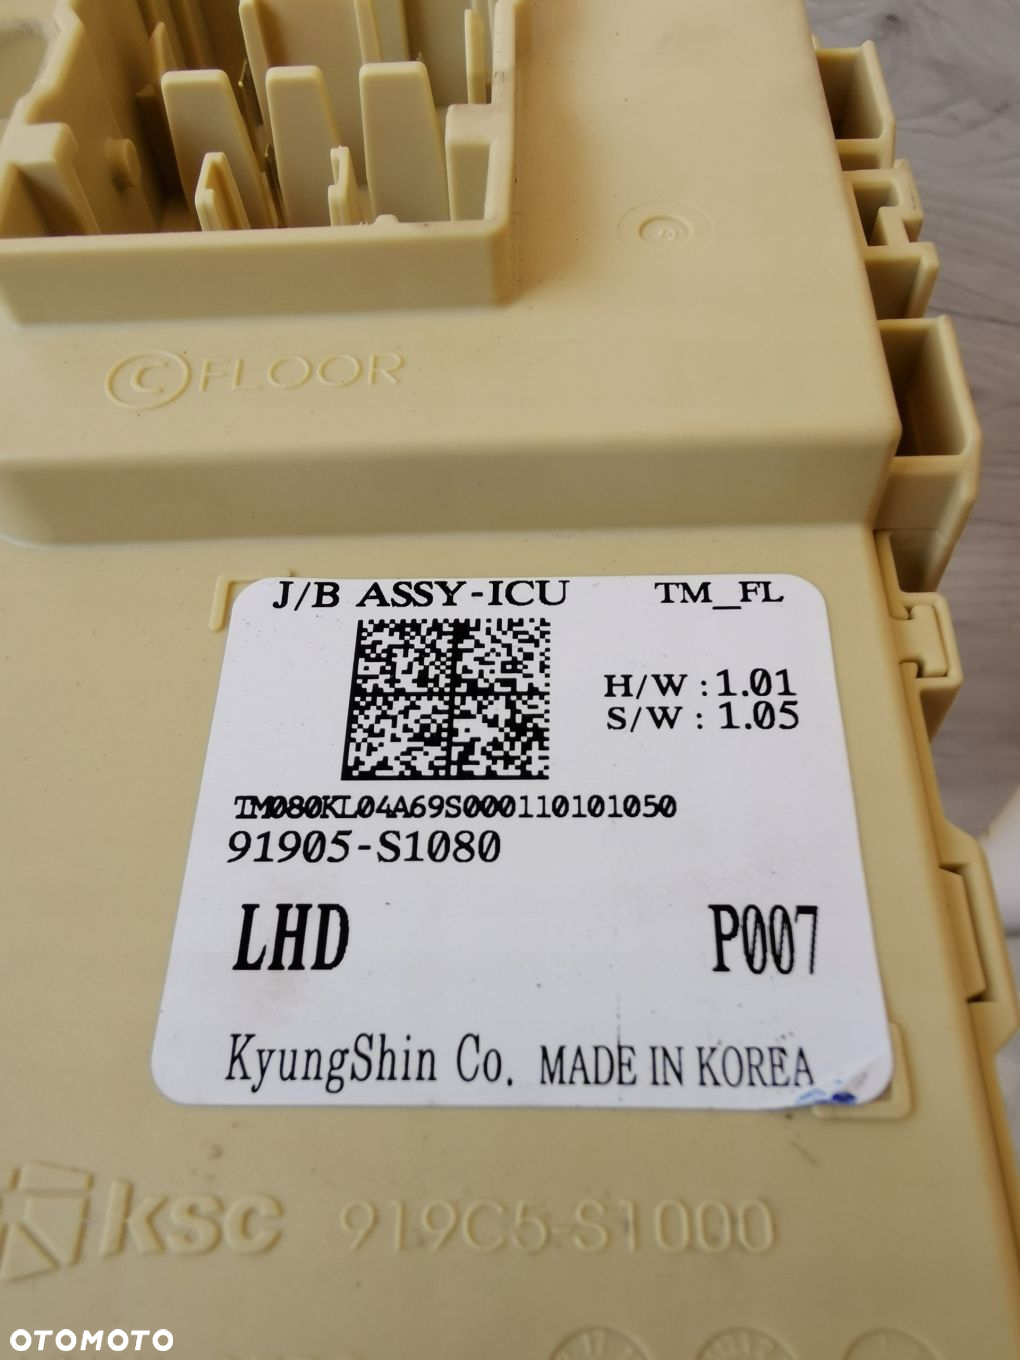 © FLOOR
J/B ASSY-ICU TM_FL
H/W : 1.01
S/W : 1.05
TM080KL04A69S000110101050
91905-S1080
LHD P007
KyungShin Co. MADE IN KOREA
ksc 919C5-S1000
OTOMOTO